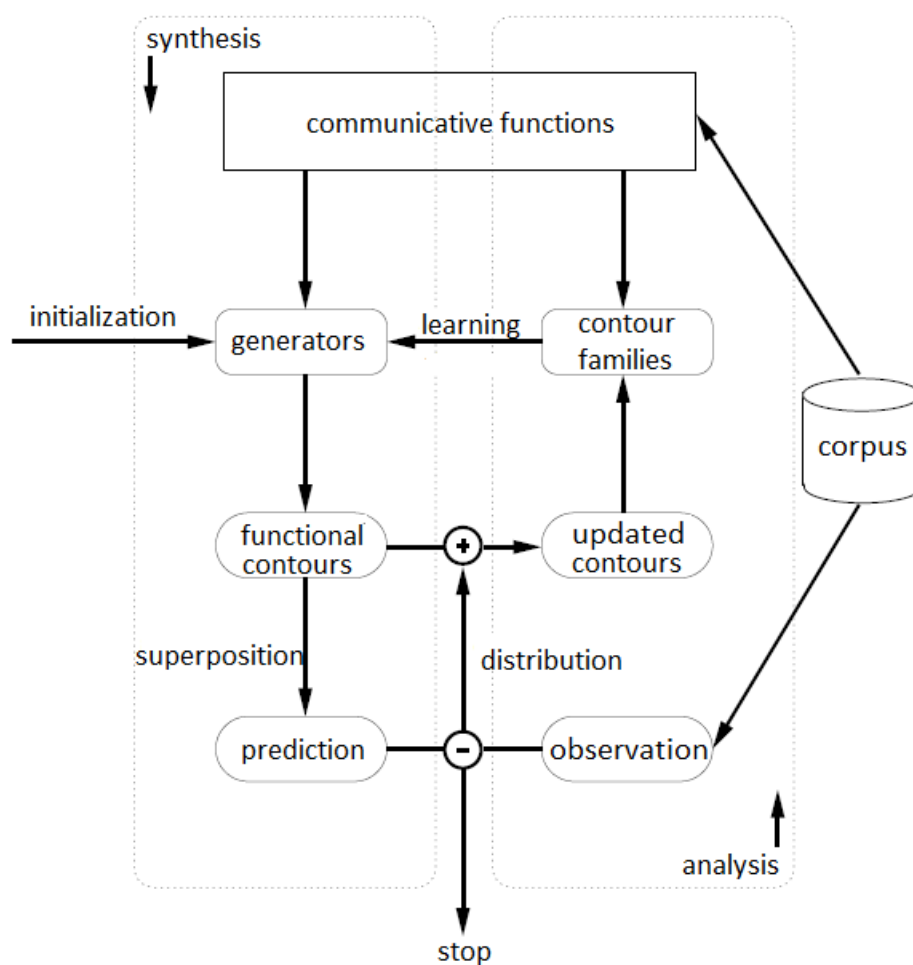 synthesis
communicative functions
initialization
generators
learning
contour
families
corpus
functional
contours
+
updated
contours
superposition
distribution
prediction
-
observation
analysis
stop